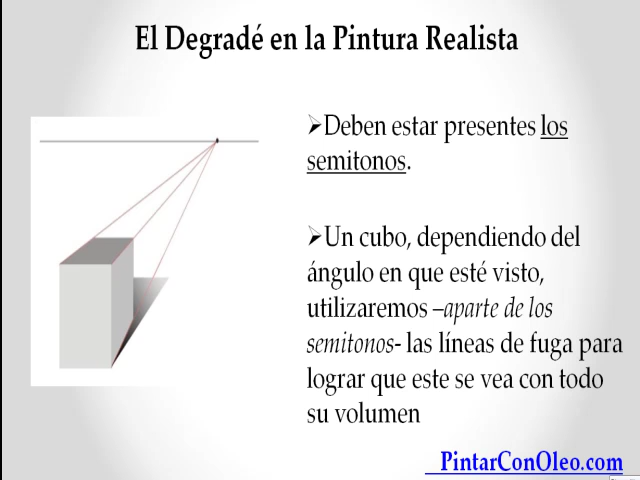 El Degradé en la Pintura Realista
➢Deben estar presentes los
semitonos.
➢Un cubo, dependiendo del
ángulo en que esté visto,
utilizaremos –aparte de los
semitonos- las líneas de fuga para
lograr que este se vea con todo
su volumen
PintarConOleo.com